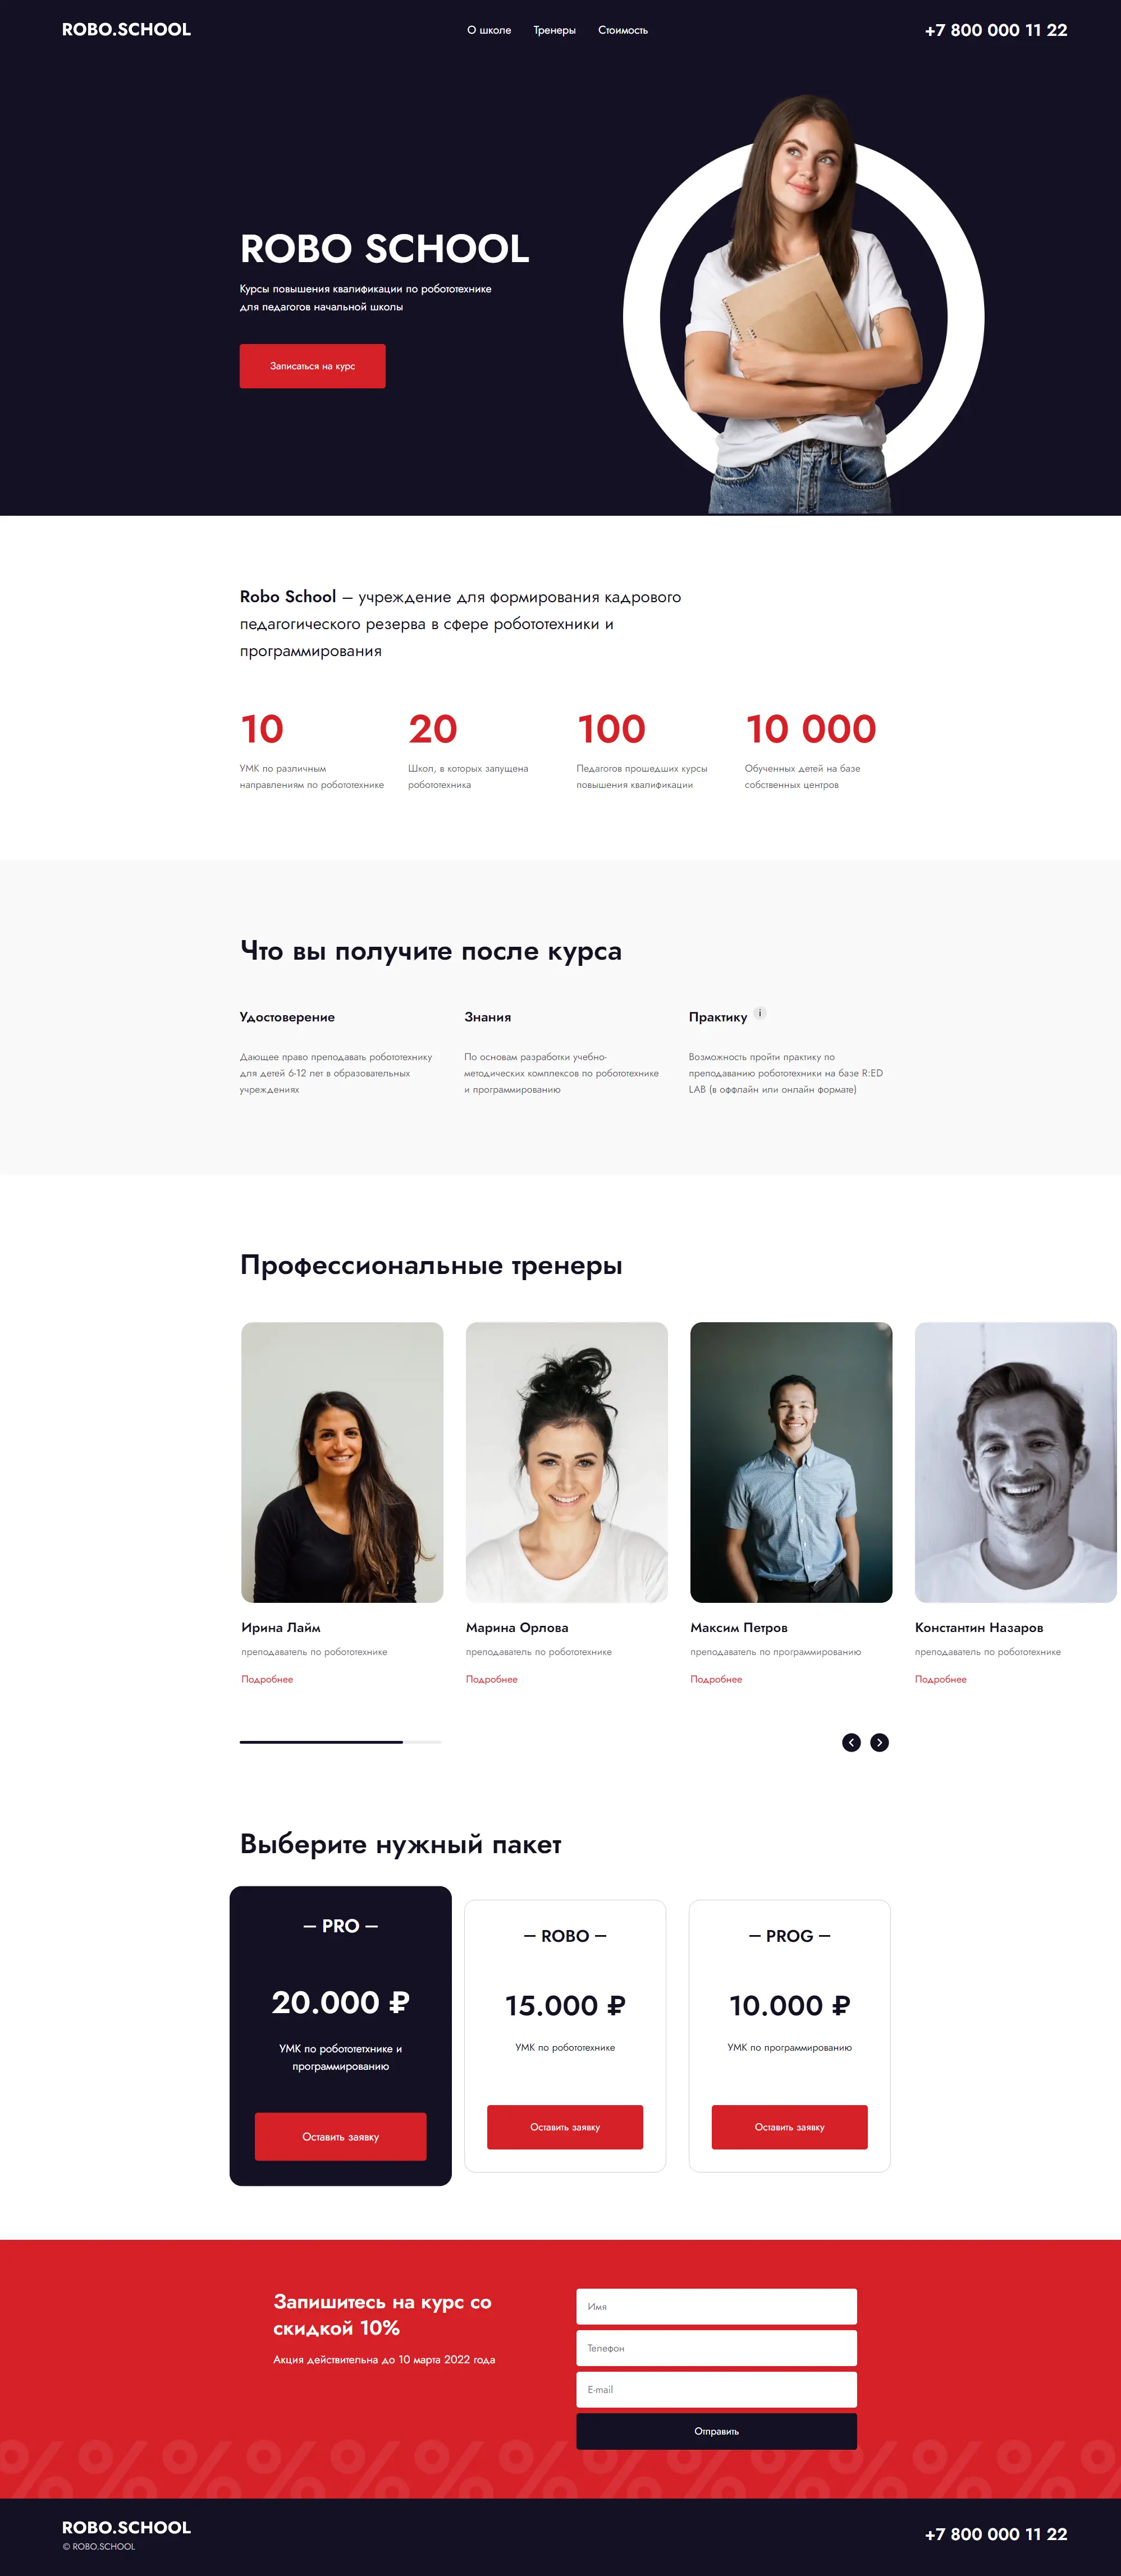 ROBO.SCHOOL
О школе
Тренеры
Стоимость
+7 800 000 11 22
ROBO SCHOOL
Курсы повышения квалификации по робототехнике
для педагогов начальной школы
Записаться на курс
Robo School – учреждение для формирования кадрового
педагогического резерва в сфере робототехники и
программирования
10
УМК по различным
направлениям по робототехнике
20
Школ, в которых запущена
робототехника
100
Педагогов прошедших курсы
повышения квалификации
10 000
Обученных детей на базе
собственных центров
Что вы получите после курса
Удостоверение
Дающее право преподавать робототехнику
для детей 6-12 лет в образовательных
учреждениях
Знания
По основам разработки учебно-
методических комплексов по робототехнике
и программированию
Практику i
Возможность пройти практику по
преподаванию робототехники на базе R:ED
LAB (в оффлайн или онлайн формате)
Профессиональные тренеры
Ирина Лайм
преподаватель по робототехнике
Подробнее
Марина Орлова
преподаватель по робототехнике
Подробнее
Максим Петров
преподаватель по программированию
Подробнее
Константин Назаров
преподаватель по робототехнике
Подробнее
Выберите нужный пакет
— PRO —
20.000 ₽
УМК по робототетхнике и
программированию
Оставить заявку
— ROBO —
15.000 ₽
УМК по робототехнике
Оставить заявку
— PROG —
10.000 ₽
УМК по программированию
Оставить заявку
Запишитесь на курс со
скидкой 10%
Акция действительна до 10 марта 2022 года
Имя
Телефон
E-mail
Отправить
ROBO.SCHOOL
© ROBO.SCHOOL
+7 800 000 11 22